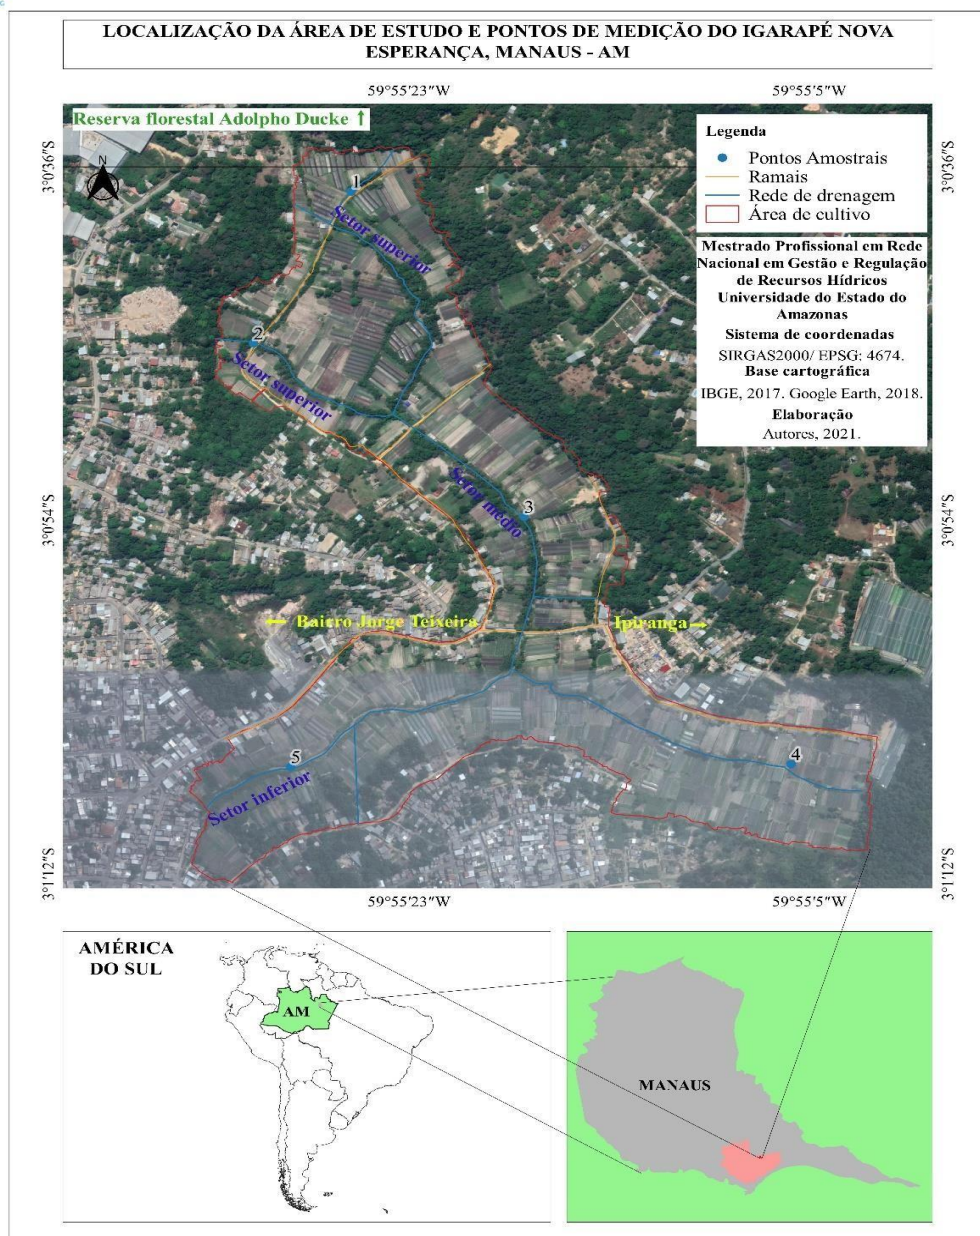 LOCALIZAÇÃO DA ÁREA DE ESTUDO E PONTOS DE MEDIÇÃO DO IGARAPÉ NOVA
ESPERANÇA, MANAUS - AM
59°55'23"W
59°55'5"W
Reserva florestal Adolpho Ducke ↑
N
3°0'36"S
3°0'36"S
Legenda
Pontos Amostrais
Ramais
Rede de drenagem
Área de cultivo
Mestrado Profissional em Rede
Nacional em Gestão e Regulação
de Recursos Hídricos
Universidade do Estado do
Amazonas
Sistema de coordenadas
SIRGAS2000/ EPSG: 4674.
Base cartográfica
IBGE, 2017. Google Earth, 2018.
Elaboração
Autores, 2021.
1
Setor superior
2
Setor superior
Setor médio
3
3°0'54"S
3°0'54"S
← Bairro Jorge Teixeira
Ipiranga→
4
5
Setor inferior
3°1'12"S
3°1'12"S
59°55'23"W
59°55'5"W
AMÉRICA
DO SUL
AM
MANAUS